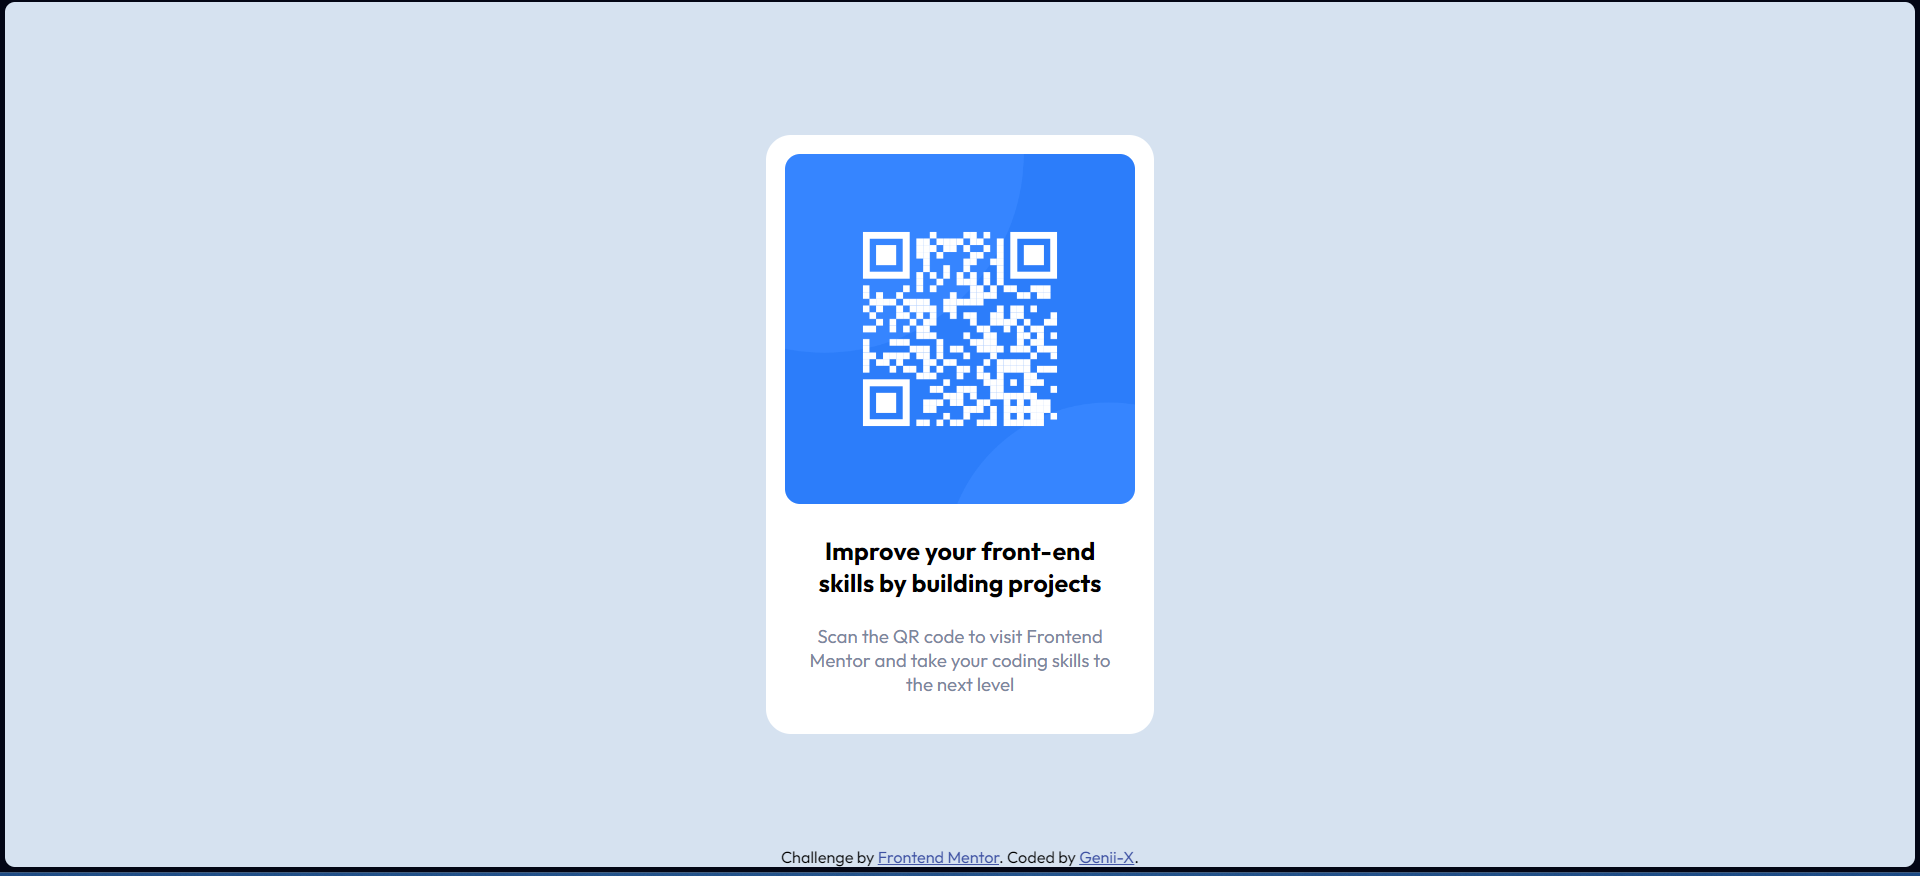 Improve your front-end
skills by building projects
Scan the QR code to visit Frontend
Mentor and take your coding skills to
the next level
Challenge by Frontend Mentor. Coded by Genii-X.